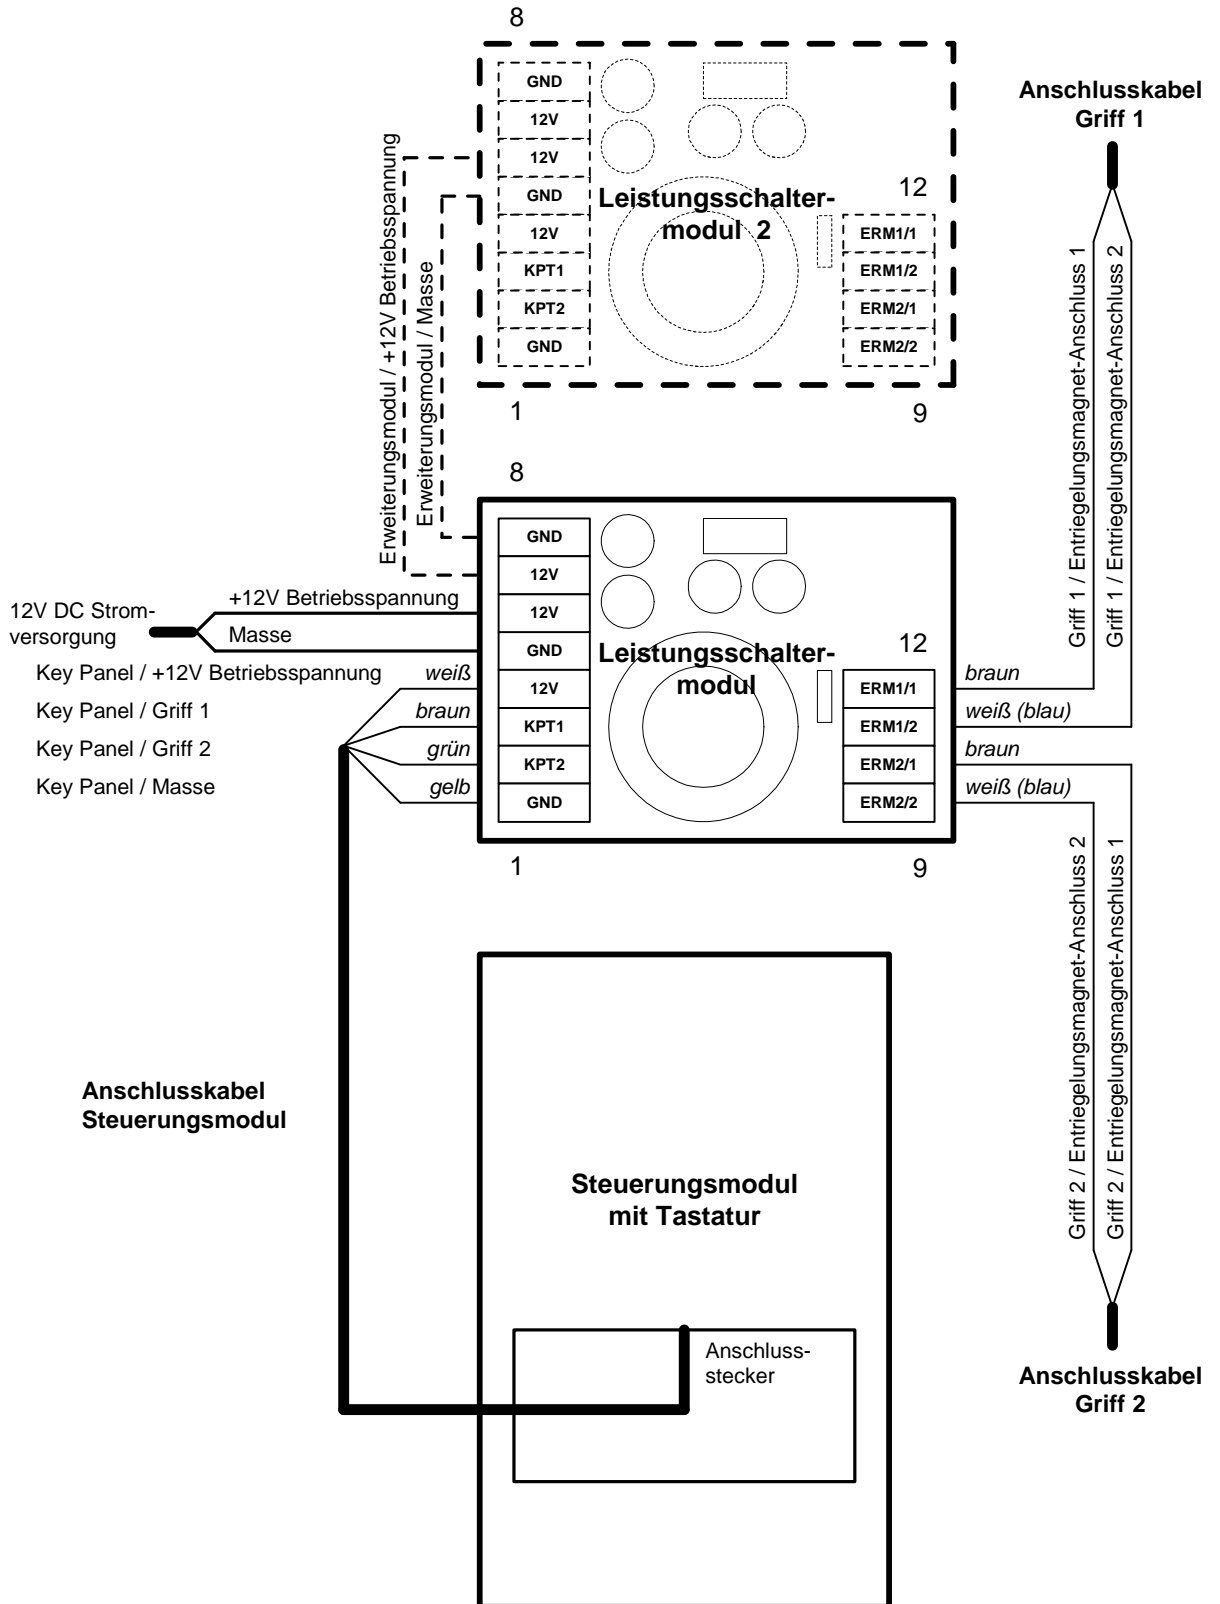 8
GND
12V
12V
GND
12V
KPT1
KPT2
GND
Leistungsschalter-
modul 2
12
ERM1/1
ERM1/2
ERM2/1
ERM2/2
1
9
Anschlusskabel
Griff 1
Erweiterungsmodul / +12V Betriebsspannung
Erweiterungsmodul / Masse
Griff 1 / Entriegelungsmagnet-Anschluss 1
Griff 1 / Entriegelungsmagnet-Anschluss 2
8
GND
12V
12V
GND
12V
KPT1
KPT2
GND
Leistungsschalter-
modul
12
ERM1/1
ERM1/2
ERM2/1
ERM2/2
1
9
12V DC Strom-
versorgung
+12V Betriebsspannung
Masse
Key Panel / +12V Betriebsspannung
weiß
Key Panel / Griff 1
braun
Key Panel / Griff 2
grün
Key Panel / Masse
gelb
braun
weiß (blau)
braun
weiß (blau)
Griff 2 / Entriegelungsmagnet-Anschluss 2
Griff 2 / Entriegelungsmagnet-Anschluss 1
Anschlusskabel
Steuerungsmodul
Steuerungsmodul
mit Tastatur
Anschluss-
stecker
Anschlusskabel
Griff 2